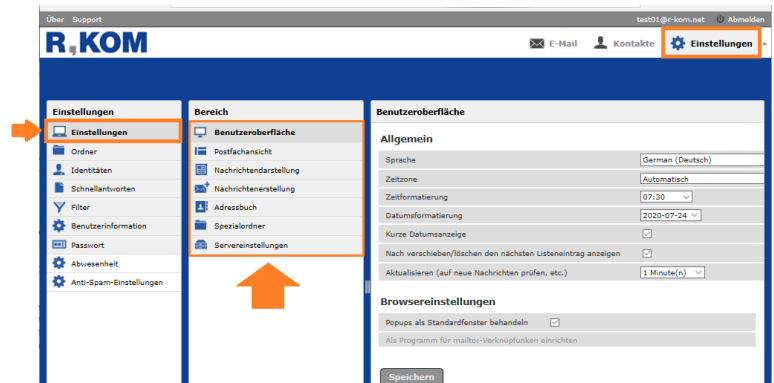 Über Support test01@r-kom.net Abmelden
R,KOM E-Mail Kontakte Einstellungen
Einstellungen
Einstellungen
Ordner
Identitäten
Schnellantworten
Filter
Benutzerinformation
Passwort
Abwesenheit
Anti-Spam-Einstellungen
Bereich
Benutzeroberfläche
Postfachansicht
Nachrichtendarstellung
Nachrichtenerstellung
Adressbuch
Spezialordner
Servereinstellungen
Benutzeroberfläche
Allgemein
Sprache German (Deutsch)
Zeitzone Automatisch
Zeitformatierung 07:30
Datumsformatierung 2020-07-24
Kurze Datumsanzeige
Nach verschieben/löschen den nächsten Listeneintrag anzeigen
Aktualisieren (auf neue Nachrichten prüfen, etc.) 1 Minute(n)
Browsereinstellungen
Popups als Standardfenster behandeln
Als Programm für mailto:-Verknüpfunken einrichten
Speichern